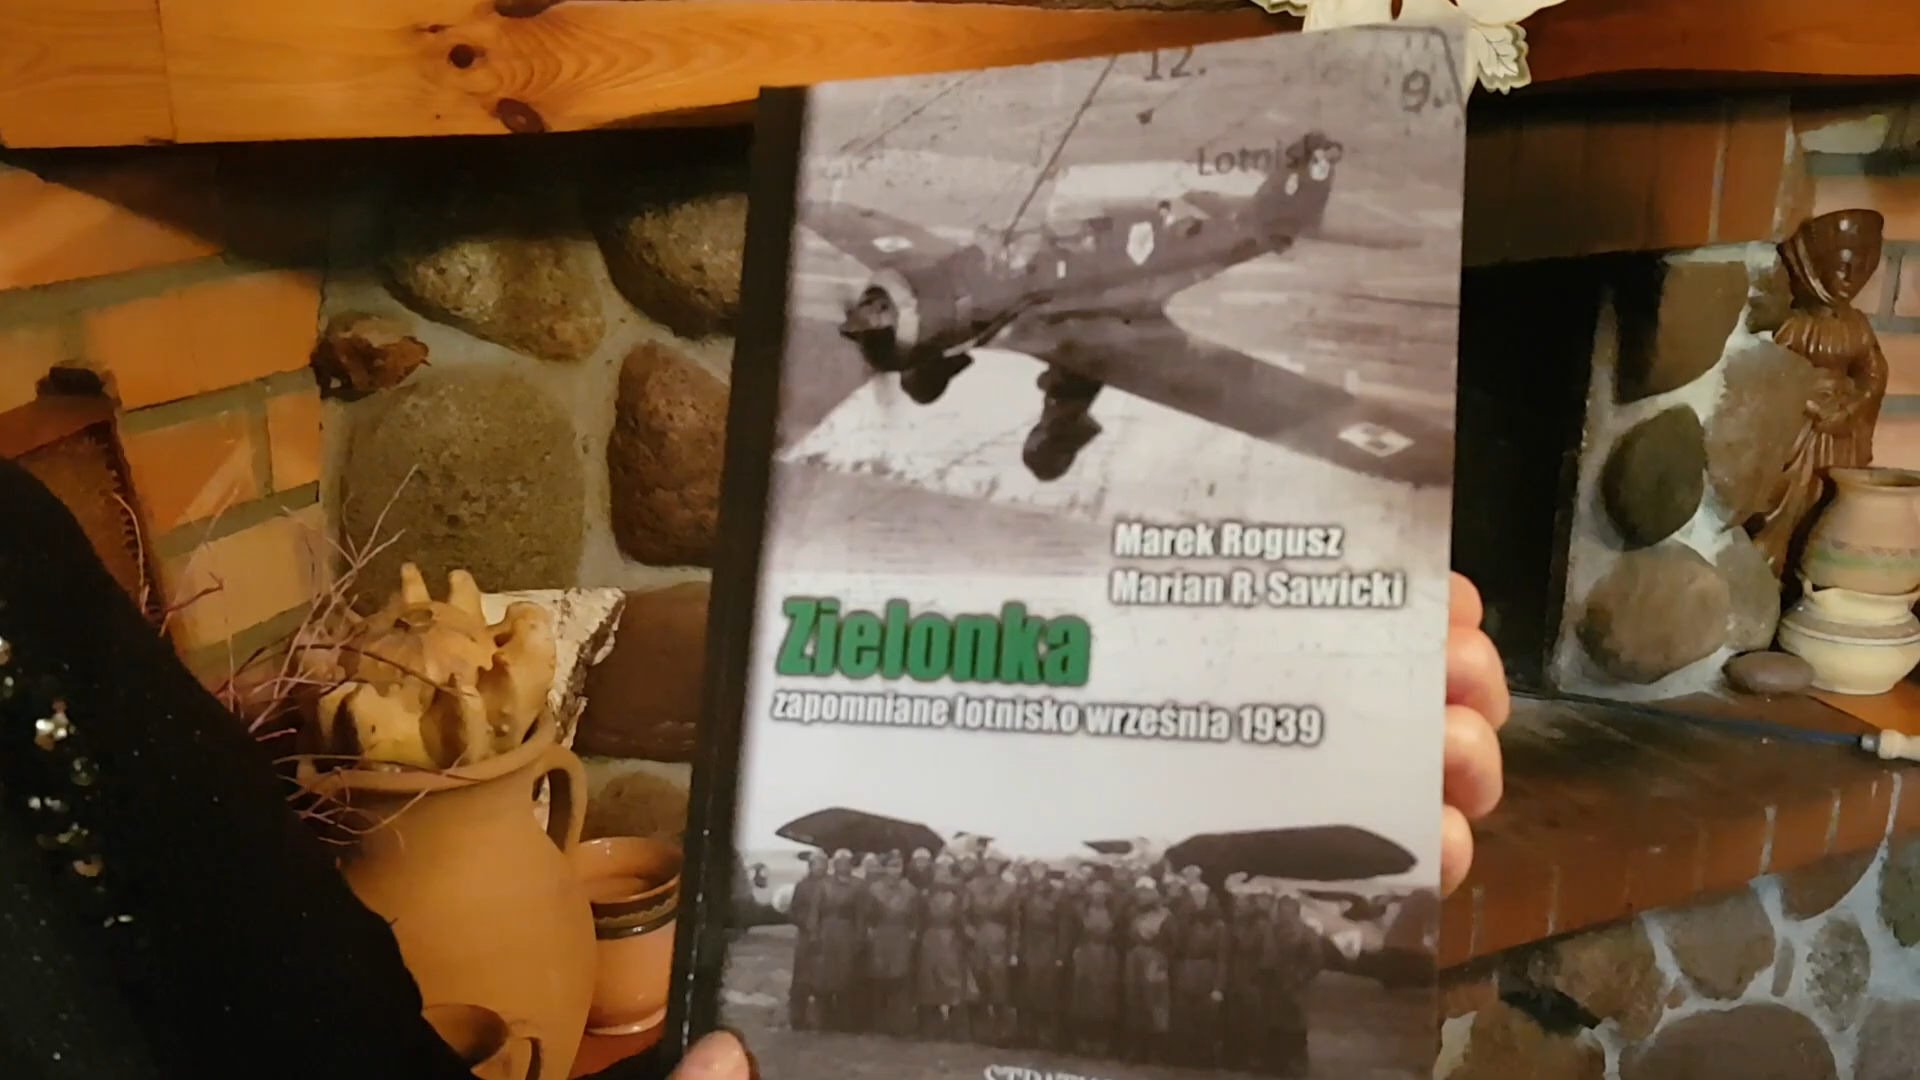 12.
9.
Lotnisko
Marek Rogusz
Marian R. Sawicki
Zielonka
zapomniane lotnisko września 1939